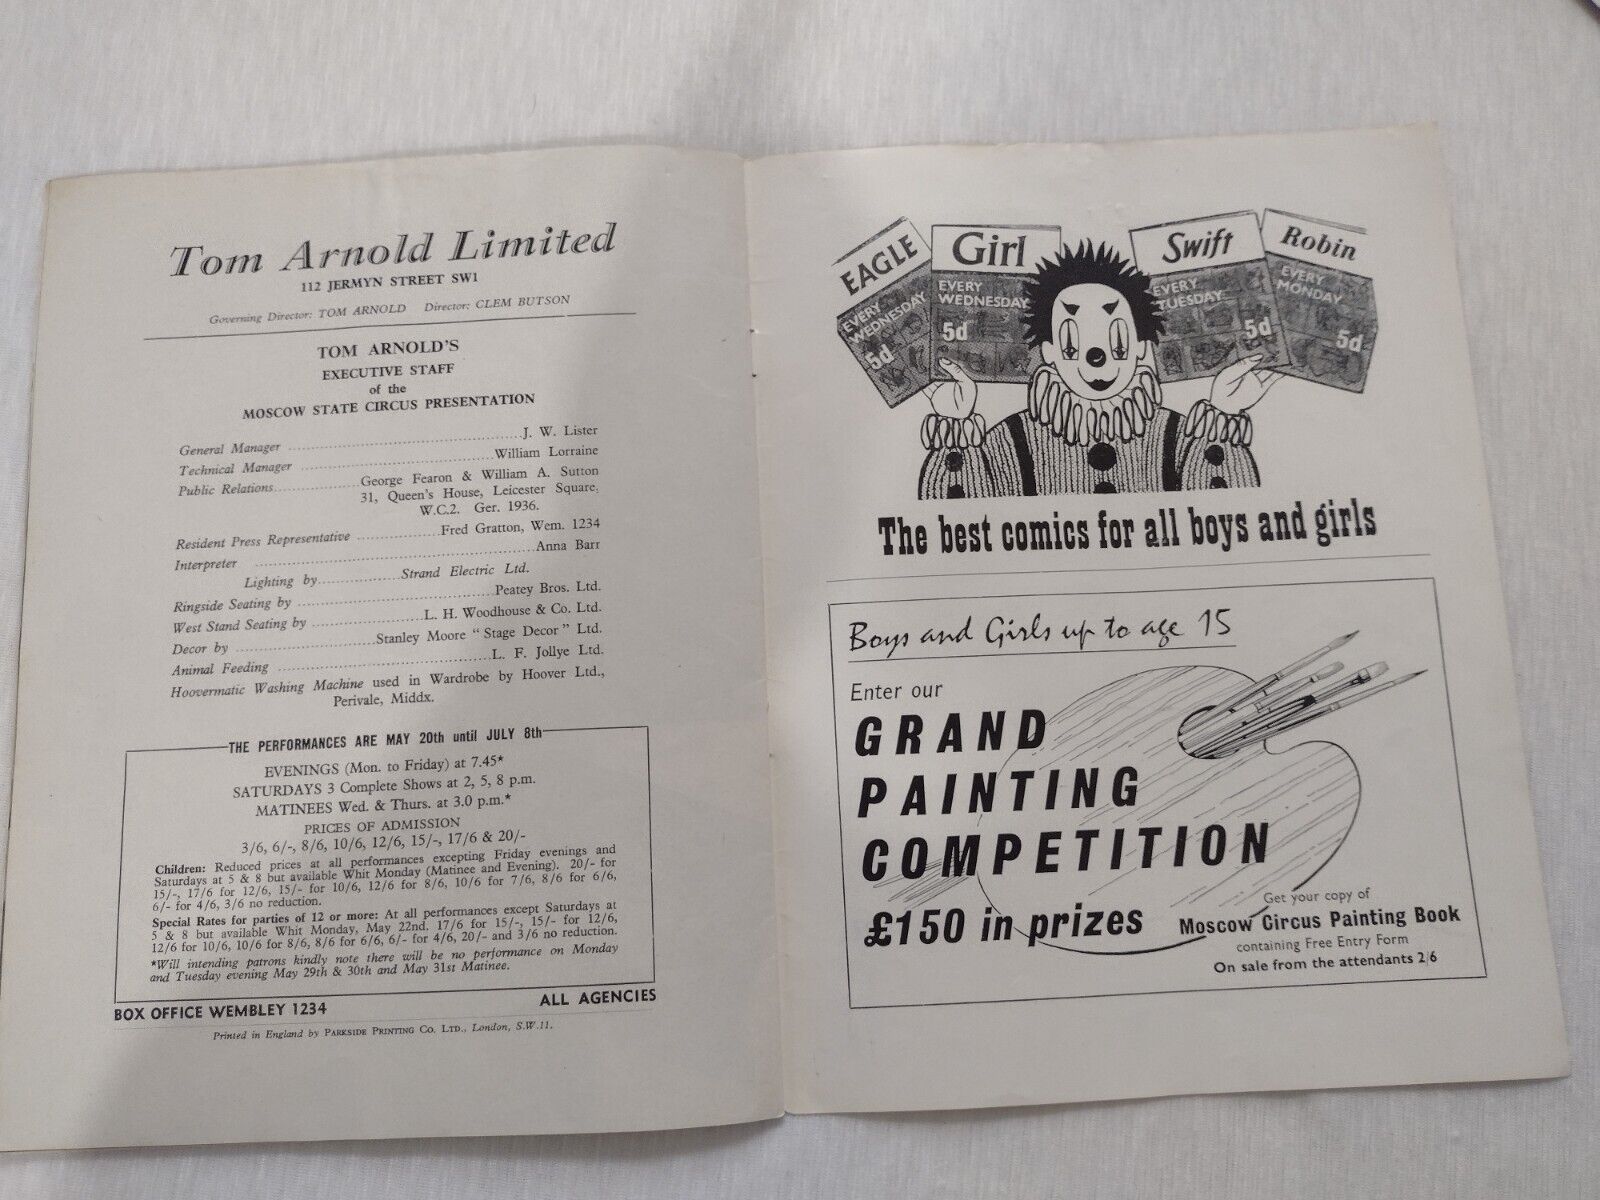 Tom Arnold Limited
112 JERMYN STREET SW1
Governing Director: TOM ARNOLD Director: CLEM BUTSON
TOM ARNOLD'S
EXECUTIVE STAFF
of the
MOSCOW STATE CIRCUS PRESENTATION
General Manager ........ J. W. Lister
Technical Manager ........ William Lorraine
Public Relations ........ George Fearon & William A. Sutton
31, Queen's House, Leicester Square,
W.C.2. Ger. 1936.
Resident Press Representative ........ Fred Gratton, Wem. 1234
Interpreter ........ Anna Barr
Lighting by ........ Strand Electric Ltd.
Ringside Seating by ........ Peatey Bros. Ltd.
West Stand Seating by ........ L. H. Woodhouse & Co. Ltd.
Decor by ........ Stanley Moore "Stage Decor" Ltd.
Animal Feeding ........ L. F. Jollye Ltd.
Hoovermatic Washing Machine used in Wardrobe by Hoover Ltd.,
Perivale, Middx.
THE PERFORMANCES ARE MAY 20th until JULY 8th
EVENINGS (Mon. to Friday) at 7.45*
SATURDAYS 3 Complete Shows at 2, 5, 8 p.m.
MATINEES Wed. & Thurs. at 3.0 p.m.*
PRICES OF ADMISSION
3/6, 6/-, 8/6, 10/6, 12/6, 15/-, 17/6 & 20/-
Children: Reduced prices at all performances excepting Friday evenings and
Saturdays at 5 & 8 but available Whit Monday (Matinee and Evening). 20/- for
15/-, 17/6 for 12/6, 15/- for 10/6, 12/6 for 8/6, 10/6 for 7/6, 8/6 for 6/6,
6/- for 4/6, 3/6 no reduction.
Special Rates for parties of 12 or more: At all performances except Saturdays at
5 & 8 but available Whit Monday, May 22nd. 17/6 for 15/-, 15/- for 12/6,
12/6 for 10/6, 10/6 for 8/6, 8/6 for 6/6, 6/- for 4/6, 20/- and 3/6 no reduction.
*Will intending patrons kindly note there will be no performance on Monday
and Tuesday evening May 29th & 30th and May 31st Matinee.
BOX OFFICE WEMBLEY 1234 ALL AGENCIES
Printed in England by PARKSIDE PRINTING CO. LTD., London, S.W.11.
EAGLE
EVERY
WEDNESDAY
5d
Girl
EVERY
WEDNESDAY
5d
Swift
EVERY
TUESDAY
5d
Robin
EVERY
MONDAY
5d
The best comics for all boys and girls
Boys and Girls up to age 15
Enter our
GRAND
PAINTING
COMPETITION
£150 in prizes
Get your copy of
Moscow Circus Painting Book
containing Free Entry Form
On sale from the attendants 2/6